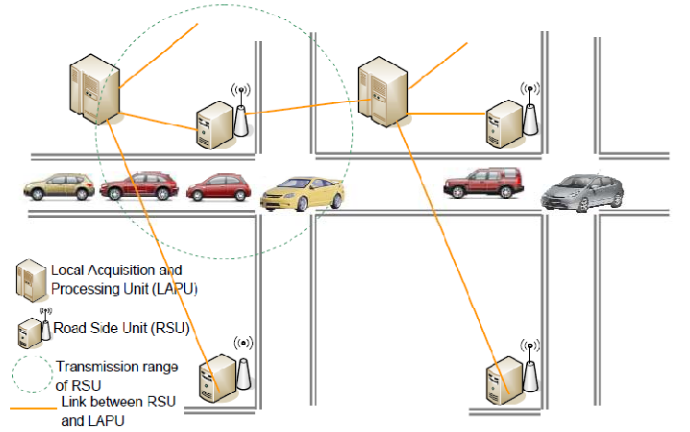 Local Acquisition and
Processing Unit (LAPU)
Road Side Unit (RSU)
Transmission range
of RSU
Link between RSU
and LAPU